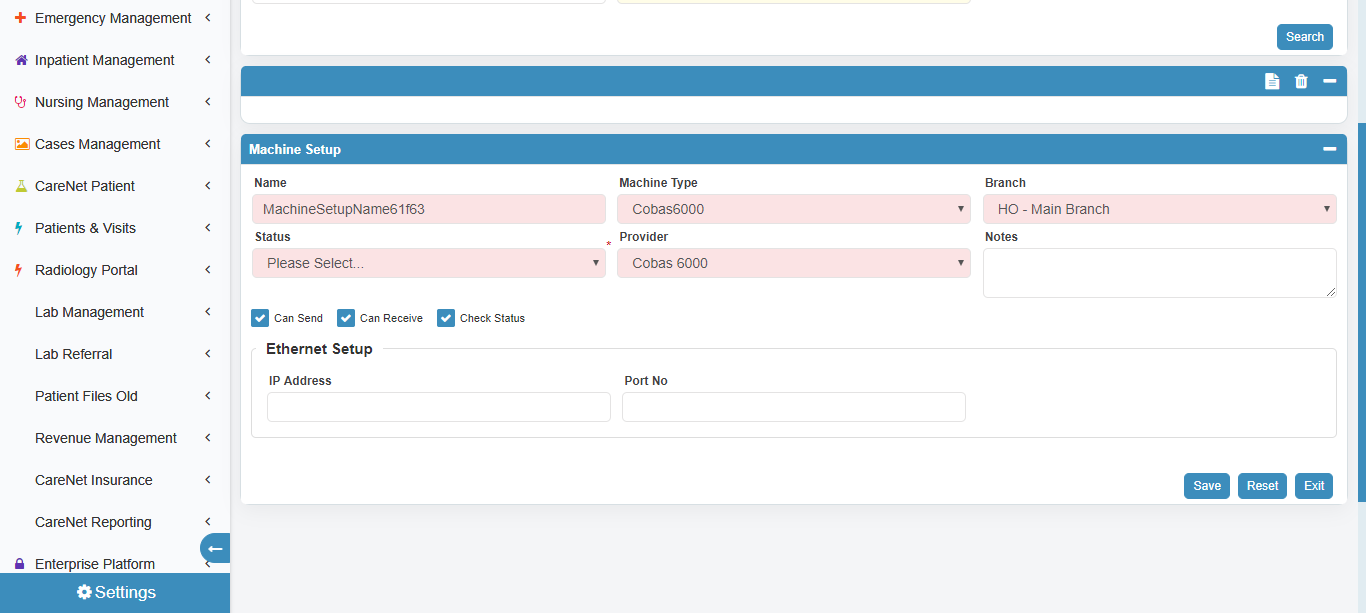 Emergency Management
Inpatient Management
Nursing Management
Cases Management
CareNet Patient
Patients & Visits
Radiology Portal
Lab Management
Lab Referral
Patient Files Old
Revenue Management
CareNet Insurance
CareNet Reporting
Enterprise Platform
Settings
Search
Machine Setup
Name Machine Type Branch
MachineSetupName61f63 Cobas6000 HO - Main Branch
Status * Provider Notes
Please Select... Cobas 6000
Can Send Can Receive Check Status
Ethernet Setup
IP Address Port No
Save Reset Exit